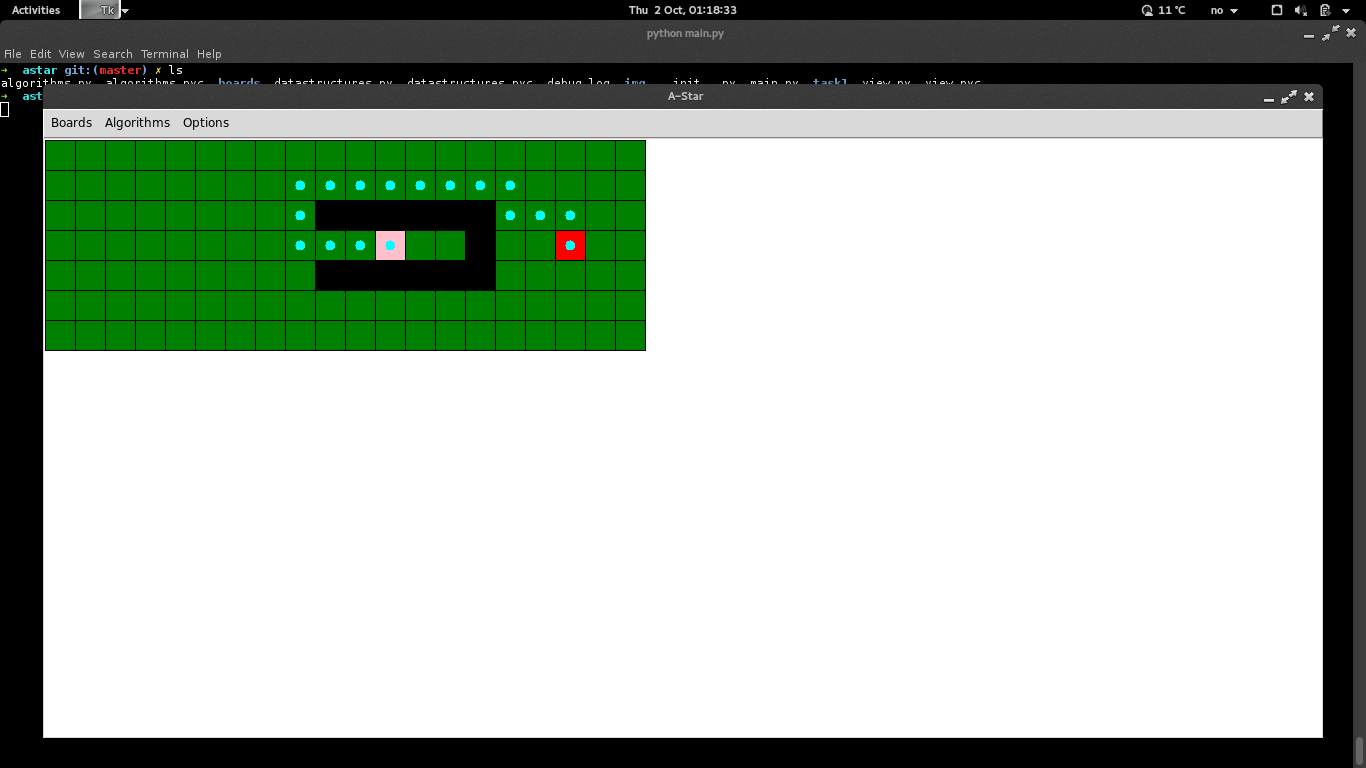 Activities Tk Thu 2 Oct, 01:18:33 11 °C no
python main.py
File Edit View Search Terminal Help
➜ astar git:(master) ✗ ls
algorithms.py algorithms.pyc boards datastructures.py datastructures.pyc debug.log img __init__.py main.py task1 view.py view.pyc
➜ ast
A-Star
Boards Algorithms Options